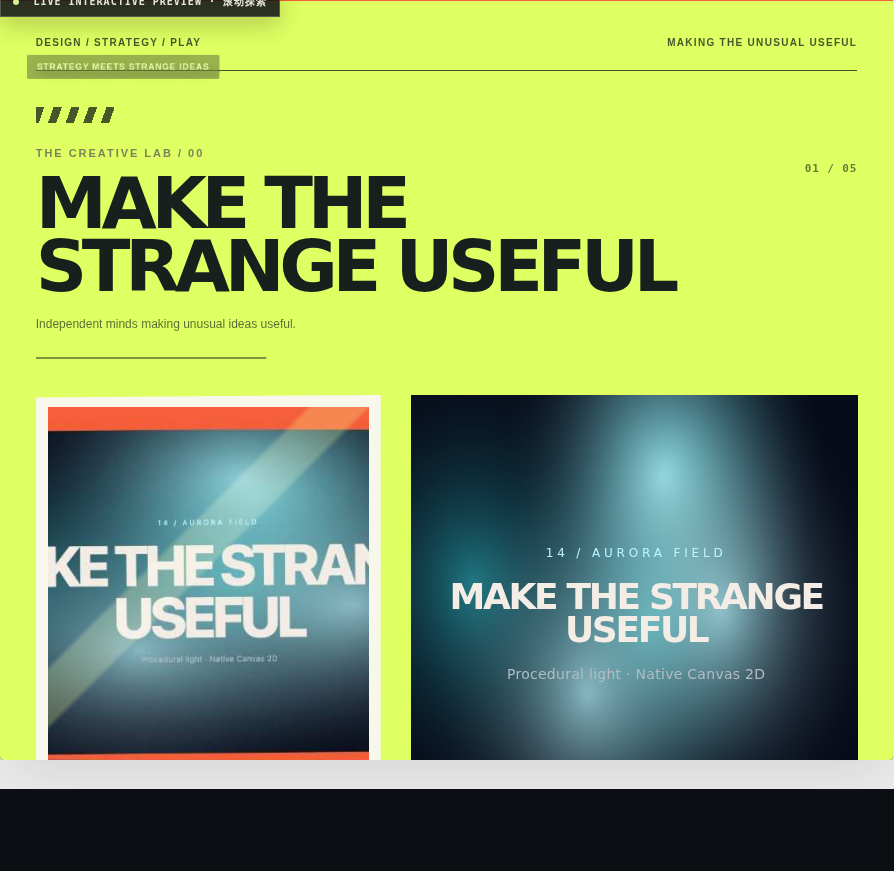 LIVE INTERACTIVE PREVIEW · 滚动探索
DESIGN / STRATEGY / PLAY
MAKING THE UNUSUAL USEFUL
STRATEGY MEETS STRANGE IDEAS
THE CREATIVE LAB / 00
01 / 05
MAKE THE
STRANGE USEFUL
Independent minds making unusual ideas useful.
14 / AURORA FIELD
KE THE STRAN
USEFUL
Procedural light · Native Canvas 2D
14 / AURORA FIELD
MAKE THE STRANGE
USEFUL
Procedural light · Native Canvas 2D